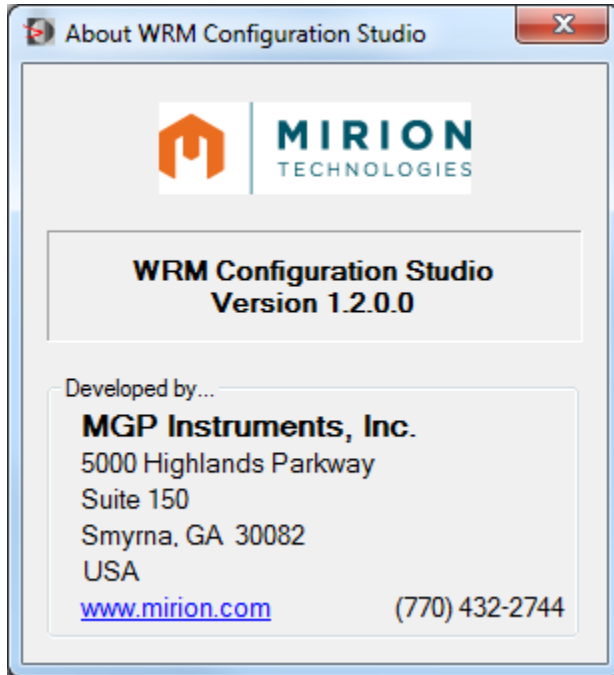 About WRM Configuration Studio
MIRION
TECHNOLOGIES
WRM Configuration Studio
Version 1.2.0.0
Developed by...
MGP Instruments, Inc.
5000 Highlands Parkway
Suite 150
Smyrna, GA  30082
USA
www.mirion.com (770) 432-2744